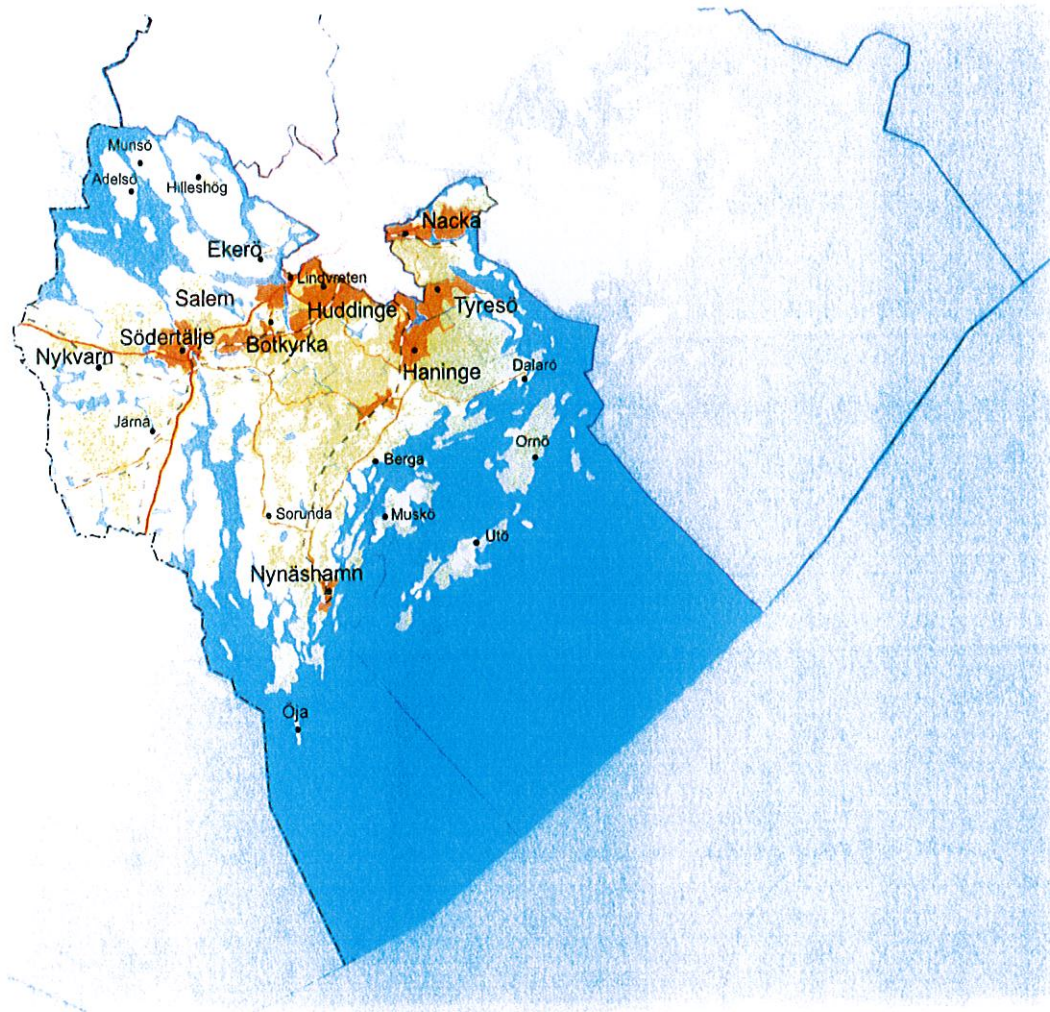 Munsö
Adelsö
Hilleshög
Nacka
Ekerö
Lindvreten
Salem
Huddinge
Tyresö
Södertälje
Botkyrka
Nykvarn
Haninge
Dalarö
Järna
Ornö
Berga
Sorunda
Muskö
Utö
Nynäshamn
Öja